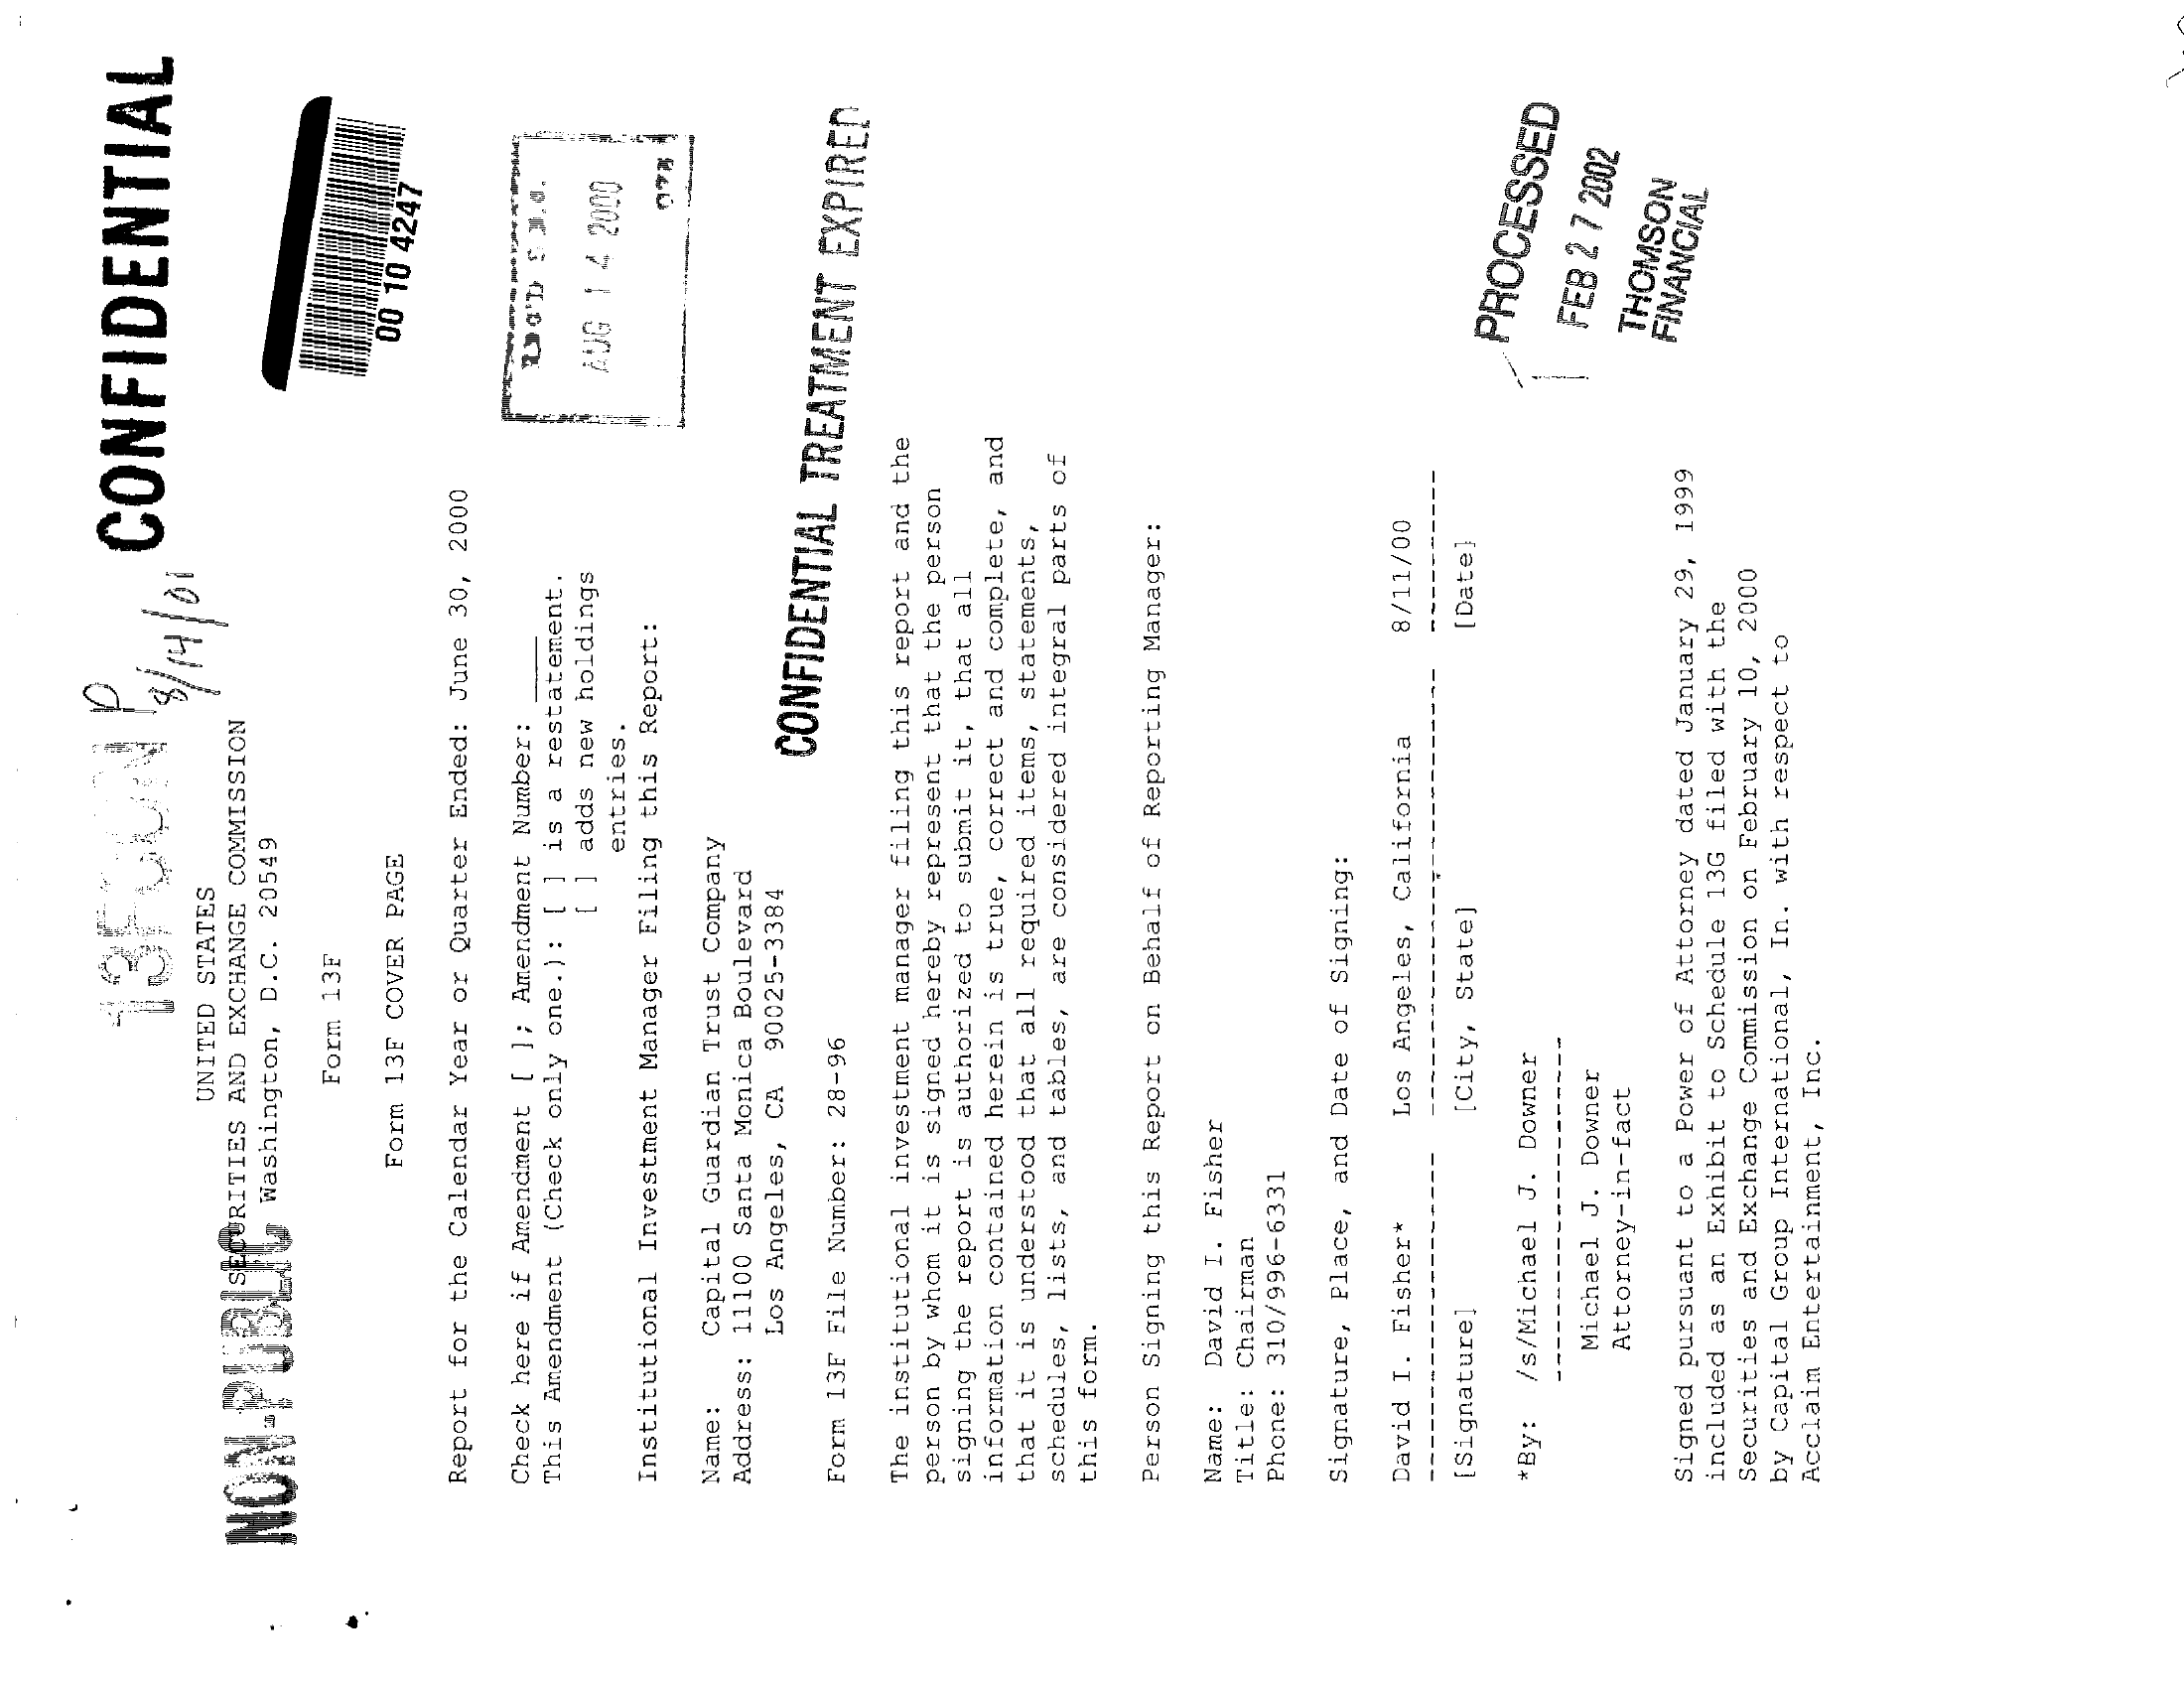 CONFIDENTIAL
13FCON P
8/14/01
NON-PUBLIC
UNITED STATES
SECURITIES AND EXCHANGE COMMISSION
Washington, D.C. 20549
00 10 4247
Form 13F
Form 13F COVER PAGE
Report for the Calendar Year or Quarter Ended: June 30, 2000
AUG 14 2000
Check here if Amendment [ ]; Amendment Number:
This Amendment (Check only one.): [ ] is a restatement.
[ ] adds new holdings
entries.
Institutional Investment Manager Filing this Report:
Name: Capital Guardian Trust Company
Address: 11100 Santa Monica Boulevard
Los Angeles, CA 90025-3384
CONFIDENTIAL TREATMENT EXPIRED
Form 13F File Number: 28-96
The institutional investment manager filing this report and the
person by whom it is signed hereby represent that the person
signing the report is authorized to submit it, that all
information contained herein is true, correct and complete, and
that it is understood that all required items, statements,
schedules, lists, and tables, are considered integral parts of
this form.
Person Signing this Report on Behalf of Reporting Manager:
Name: David I. Fisher
Title: Chairman
Phone: 310/996-6331
Signature, Place, and Date of Signing:
David I. Fisher* Los Angeles, California 8/11/00
[Signature] [City, State] [Date]
*By: /s/Michael J. Downer
Michael J. Downer
Attorney-in-fact
PROCESSED
FEB 27 2002
THOMSON
FINANCIAL
Signed pursuant to a Power of Attorney dated January 29, 1999
included as an Exhibit to Schedule 13G filed with the
Securities and Exchange Commission on February 10, 2000
by Capital Group International, In. with respect to
Acclaim Entertainment, Inc.